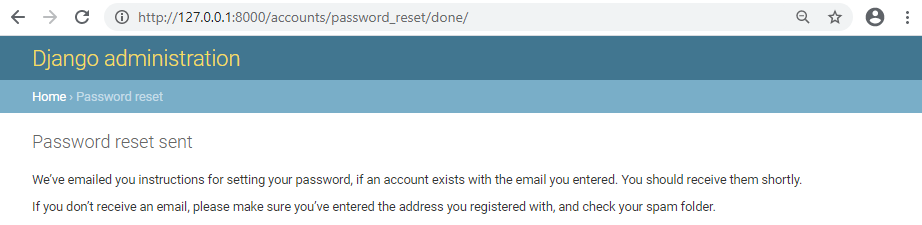 http://127.0.0.1:8000/accounts/password_reset/done/
Django administration
Home › Password reset
Password reset sent
We’ve emailed you instructions for setting your password, if an account exists with the email you entered. You should receive them shortly.
If you don’t receive an email, please make sure you’ve entered the address you registered with, and check your spam folder.